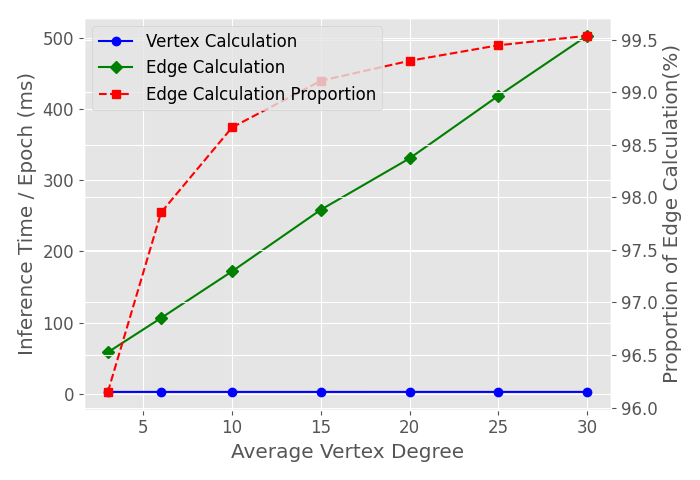 Vertex Calculation
Edge Calculation
Edge Calculation Proportion
Inference Time / Epoch (ms)
500
400
300
200
100
0
99.5
99.0
98.5
98.0
97.5
97.0
96.5
96.0
Proportion of Edge Calculation(%)
5 10 15 20 25 30
Average Vertex Degree